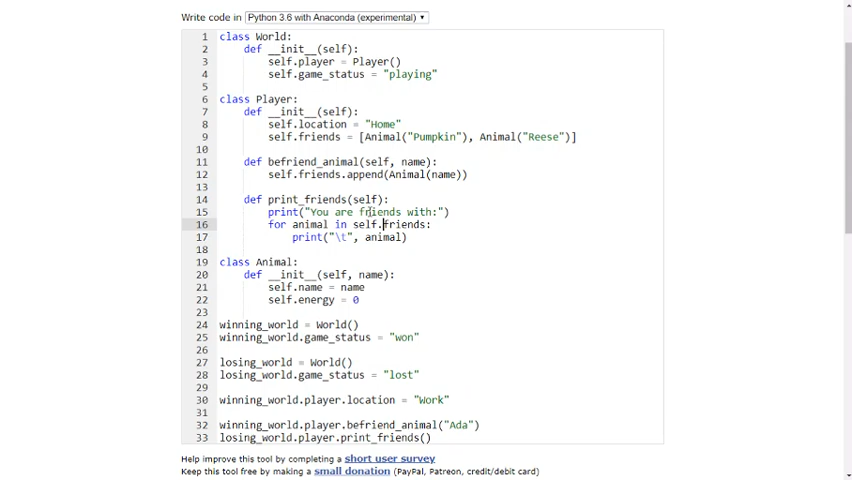 Write code in Python 3.6 with Anaconda (experimental)
1 class World:
2     def __init__(self):
3         self.player = Player()
4         self.game_status = "playing"
5
6 class Player:
7     def __init__(self):
8         self.location = "Home"
9         self.friends = [Animal("Pumpkin"), Animal("Reese")]
10
11     def befriend_animal(self, name):
12         self.friends.append(Animal(name))
13
14     def print_friends(self):
15         print("You are friends with:")
16         for animal in self.friends:
17             print("\t", animal)
18
19 class Animal:
20     def __init__(self, name):
21         self.name = name
22         self.energy = 0
23
24 winning_world = World()
25 winning_world.game_status = "won"
26
27 losing_world = World()
28 losing_world.game_status = "lost"
29
30 winning_world.player.location = "Work"
31
32 winning_world.player.befriend_animal("Ada")
33 losing_world.player.print_friends()
Help improve this tool by completing a short user survey
Keep this tool free by making a small donation (PayPal, Patreon, credit/debit card)